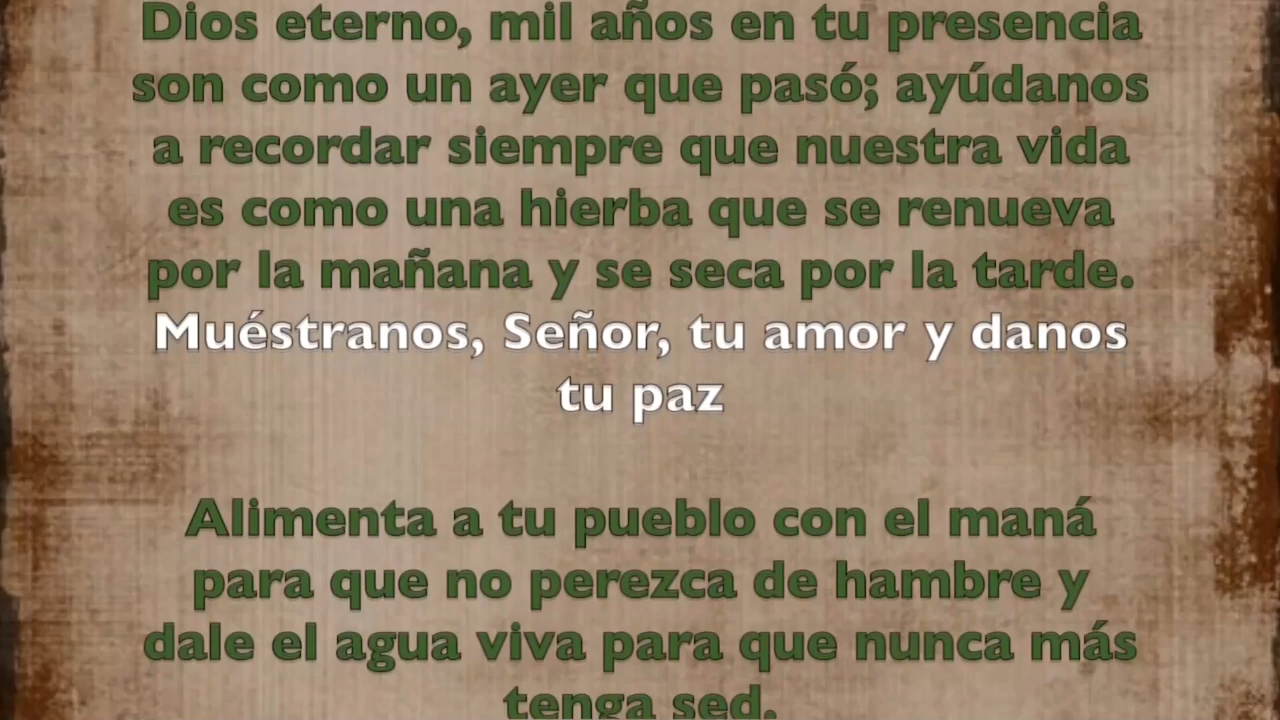 Dios eterno, mil años en tu presencia
son como un ayer que pasó; ayúdanos
a recordar siempre que nuestra vida
es como una hierba que se renueva
por la mañana y se seca por la tarde.
Muéstranos, Señor, tu amor y danos
tu paz
Alimenta a tu pueblo con el maná
para que no perezca de hambre y
dale el agua viva para que nunca más
tenga sed.